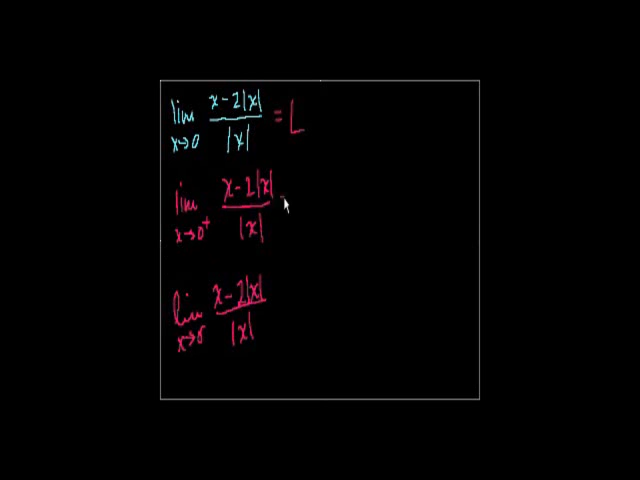 lim x→0 x-2|x| / |x| = L
lim x→0⁺ x-2|x| / |x| -
lim x→0⁻ x-2|x| / |x|